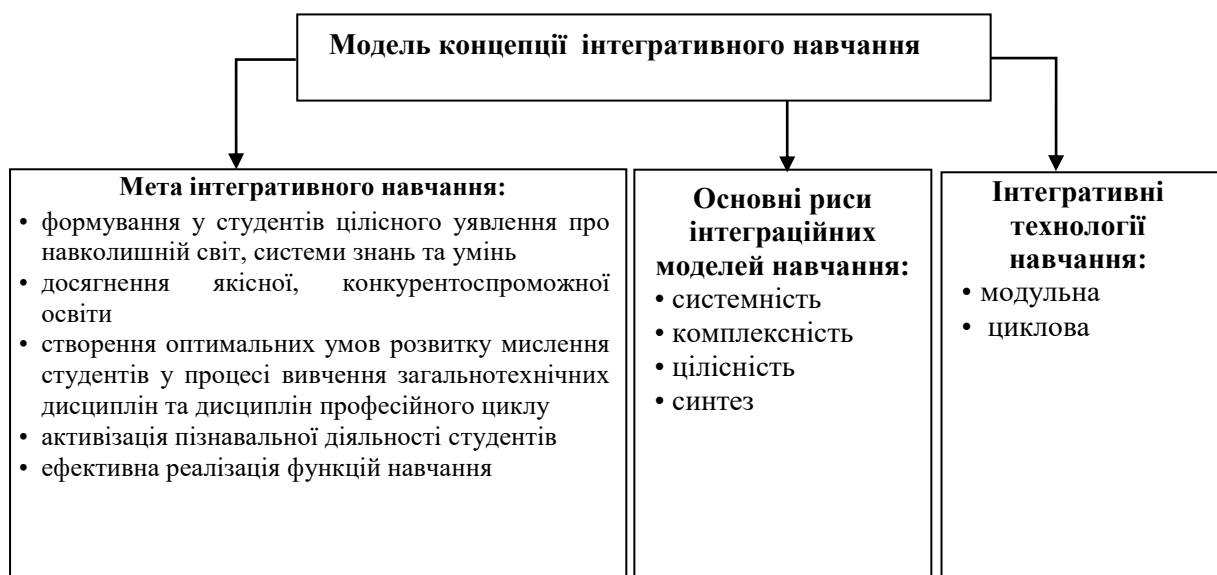 Модель концепції інтегративного навчання
Мета інтегративного навчання:
• формування у студентів цілісного уявлення про
навколишній світ, системи знань та умінь
• досягнення якісної, конкурентоспроможної
освіти
• створення оптимальних умов розвитку мислення
студентів у процесі вивчення загальнотехнічних
дисциплін та дисциплін професійного циклу
• активізація пізнавальної діяльності студентів
• ефективна реалізація функцій навчання
Основні риси
інтеграційних
моделей навчання:
• системність
• комплексність
• цілісність
• синтез
Інтегративні
технології
навчання:
• модульна
• циклова